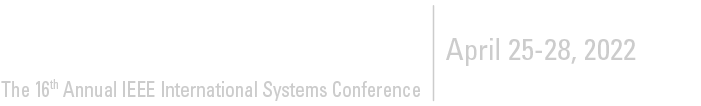 April 25-28, 2022
The 16th Annual IEEE International Systems Conference